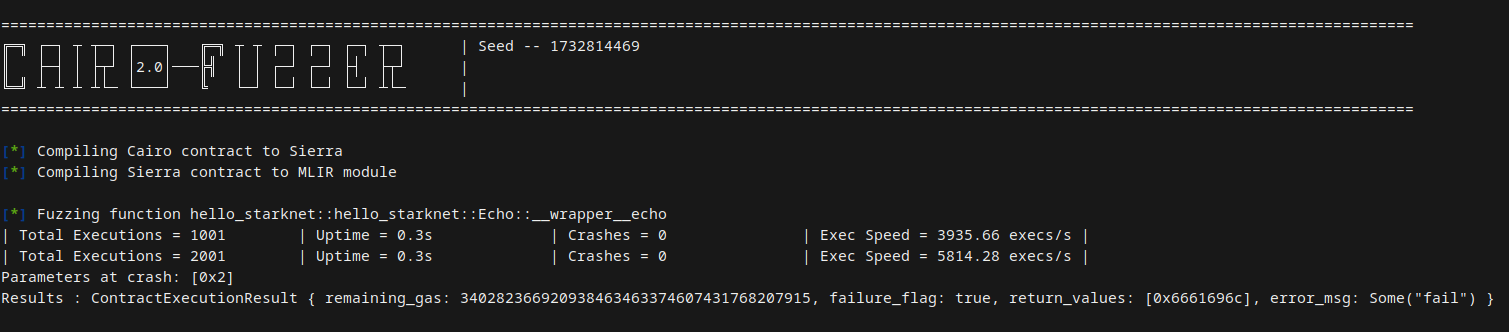 ====================================================================================================================================================
CAIRO 2.0 FUZZER | Seed -- 1732814469
|
|
====================================================================================================================================================
[*] Compiling Cairo contract to Sierra
[*] Compiling Sierra contract to MLIR module
[*] Fuzzing function hello_starknet::hello_starknet::Echo::__wrapper__echo
| Total Executions = 1001 | Uptime = 0.3s | Crashes = 0 | Exec Speed = 3935.66 execs/s |
| Total Executions = 2001 | Uptime = 0.3s | Crashes = 0 | Exec Speed = 5814.28 execs/s |
Parameters at crash: [0x2]
Results : ContractExecutionResult { remaining_gas: 340282366920938463463374607431768207915, failure_flag: true, return_values: [0x6661696c], error_msg: Some("fail") }